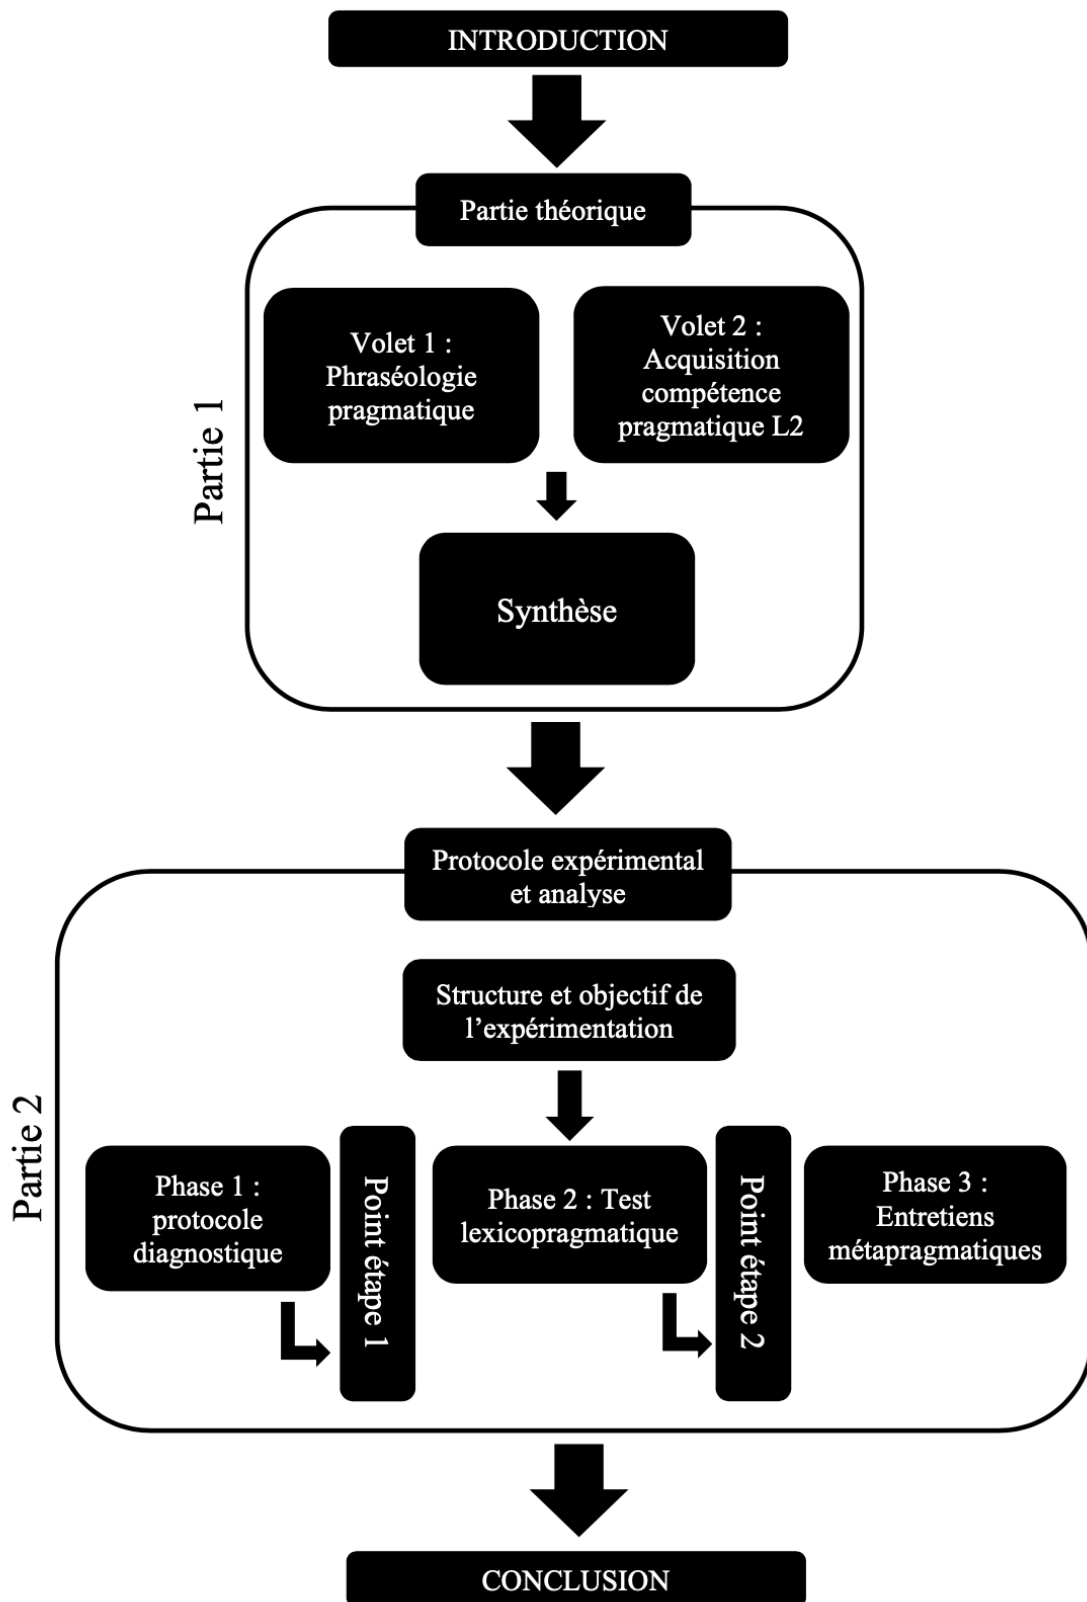 INTRODUCTION
Partie théorique
Partie 1
Volet 1 :
Phraséologie
pragmatique
Volet 2 :
Acquisition
compétence
pragmatique L2
Synthèse
Protocole expérimental
et analyse
Partie 2
Structure et objectif de
l’expérimentation
Phase 1 :
protocole
diagnostique
Point étape 1
Phase 2 : Test
lexicopragmatique
Point étape 2
Phase 3 :
Entretiens
métapragmatiques
CONCLUSION